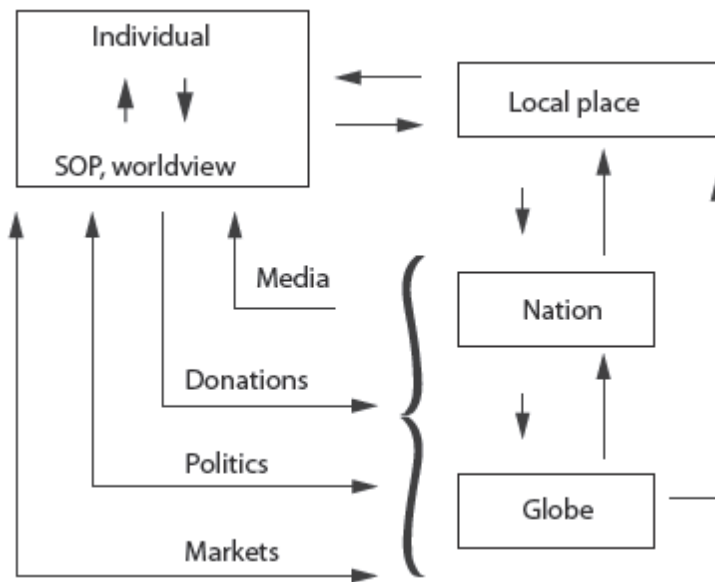 Individual
SOP, worldview
Local place
Media
Nation
Donations
Politics
Globe
Markets